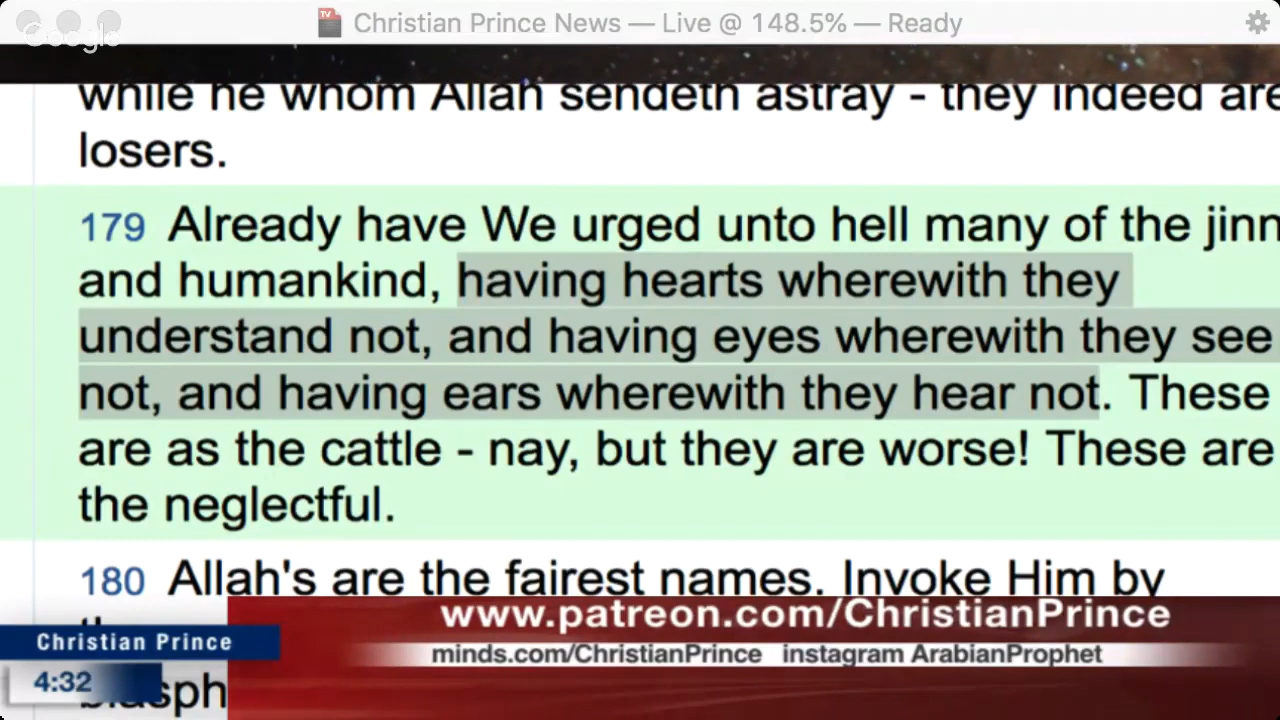 Christian Prince News — Live @ 148.5% — Ready
Google
TV
while he whom Allah sendeth astray - they indeed are
losers.
179 Already have We urged unto hell many of the jinn
and humankind, having hearts wherewith they
understand not, and having eyes wherewith they see
not, and having ears wherewith they hear not. These
are as the cattle - nay, but they are worse! These are
the neglectful.
180 Allah's are the fairest names. Invoke Him by
www.patreon.com/ChristianPrince
Christian Prince
minds.com/ChristianPrince instagram ArabianProphet
4:32